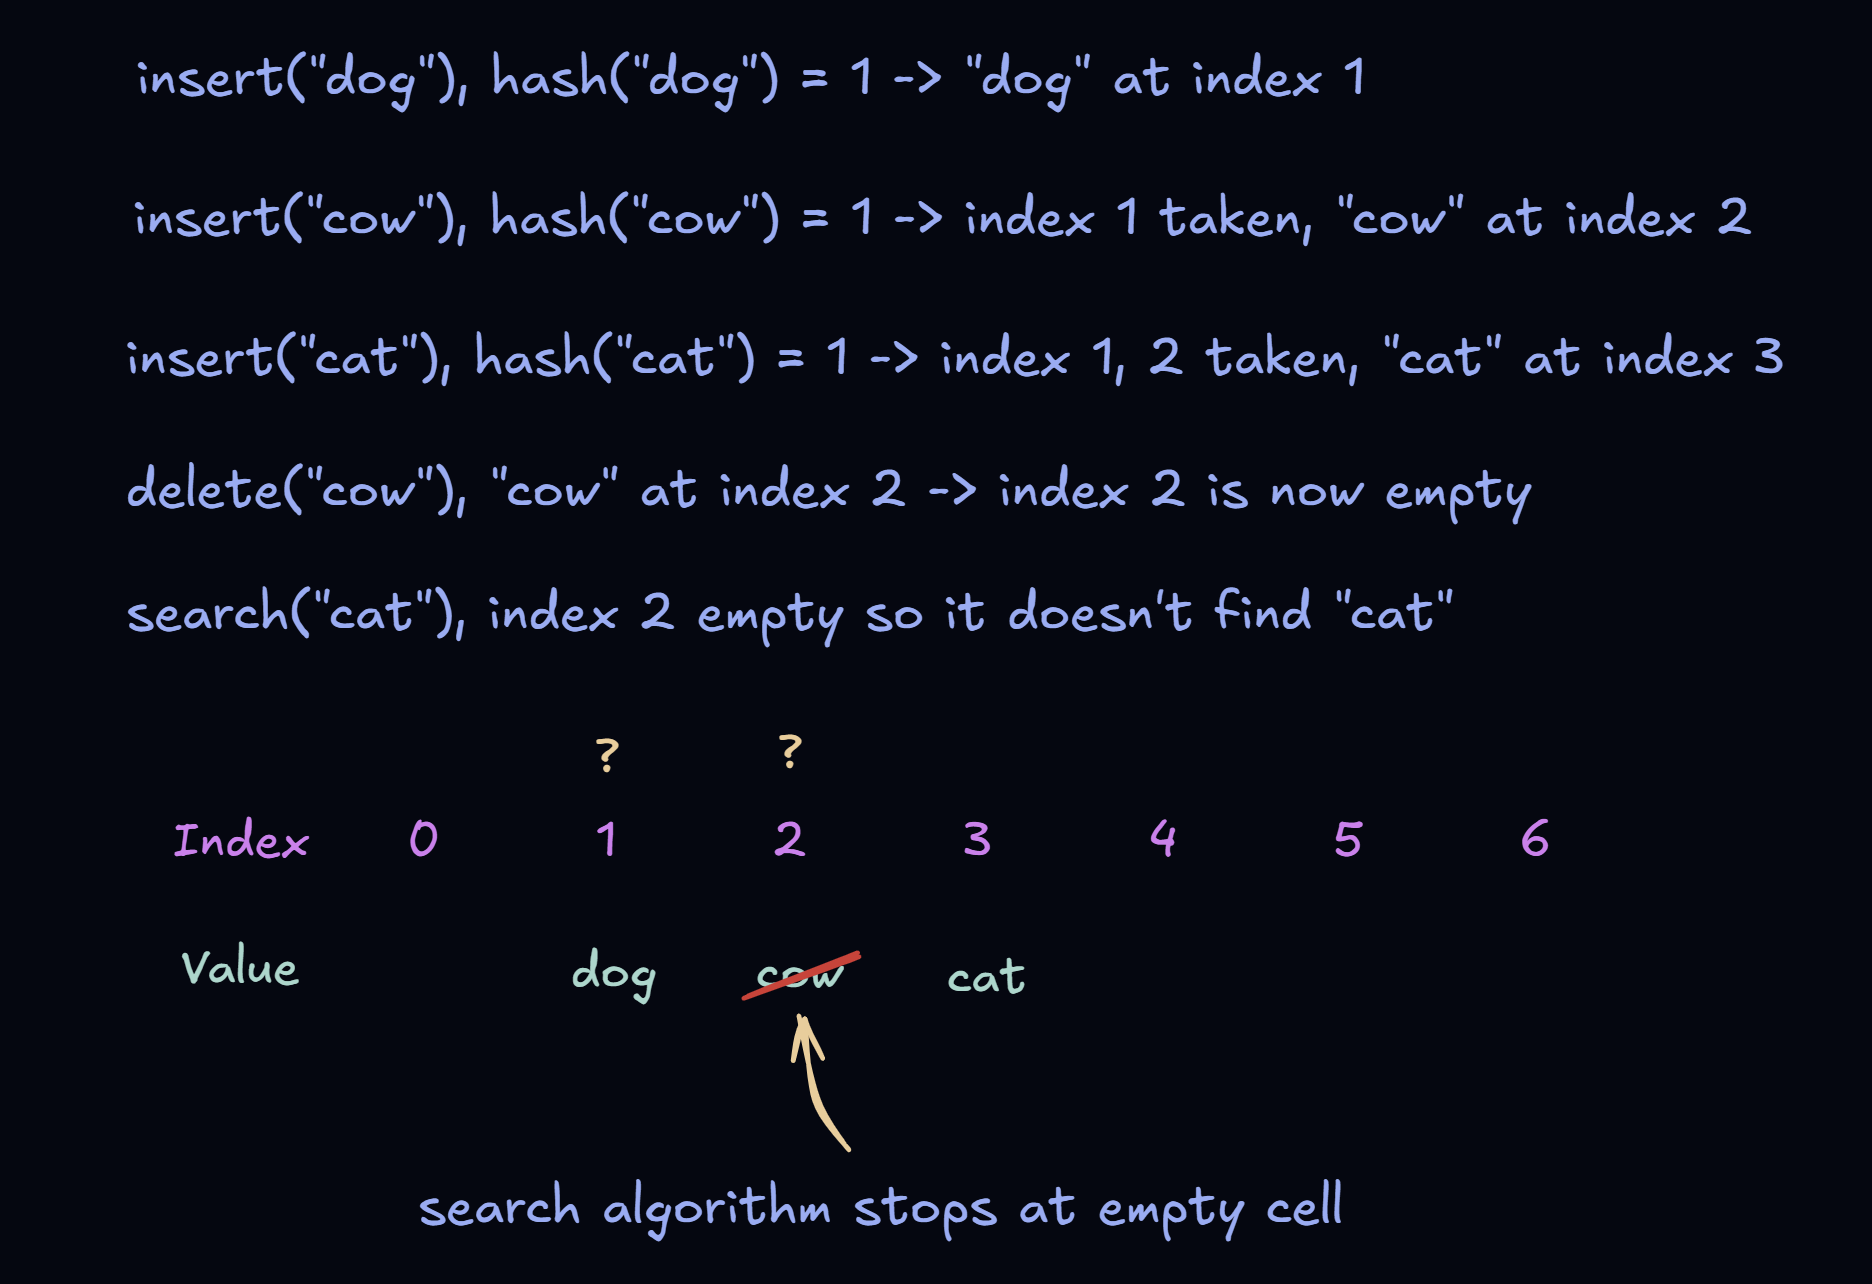 insert("dog"), hash("dog") = 1 -> "dog" at index 1
insert("cow"), hash("cow") = 1 -> index 1 taken, "cow" at index 2
insert("cat"), hash("cat") = 1 -> index 1, 2 taken, "cat" at index 3
delete("cow"), "cow" at index 2 -> index 2 is now empty
search("cat"), index 2 empty so it doesn't find "cat"
? ?
Index 0 1 2 3 4 5 6
Value dog cow cat
search algorithm stops at empty cell